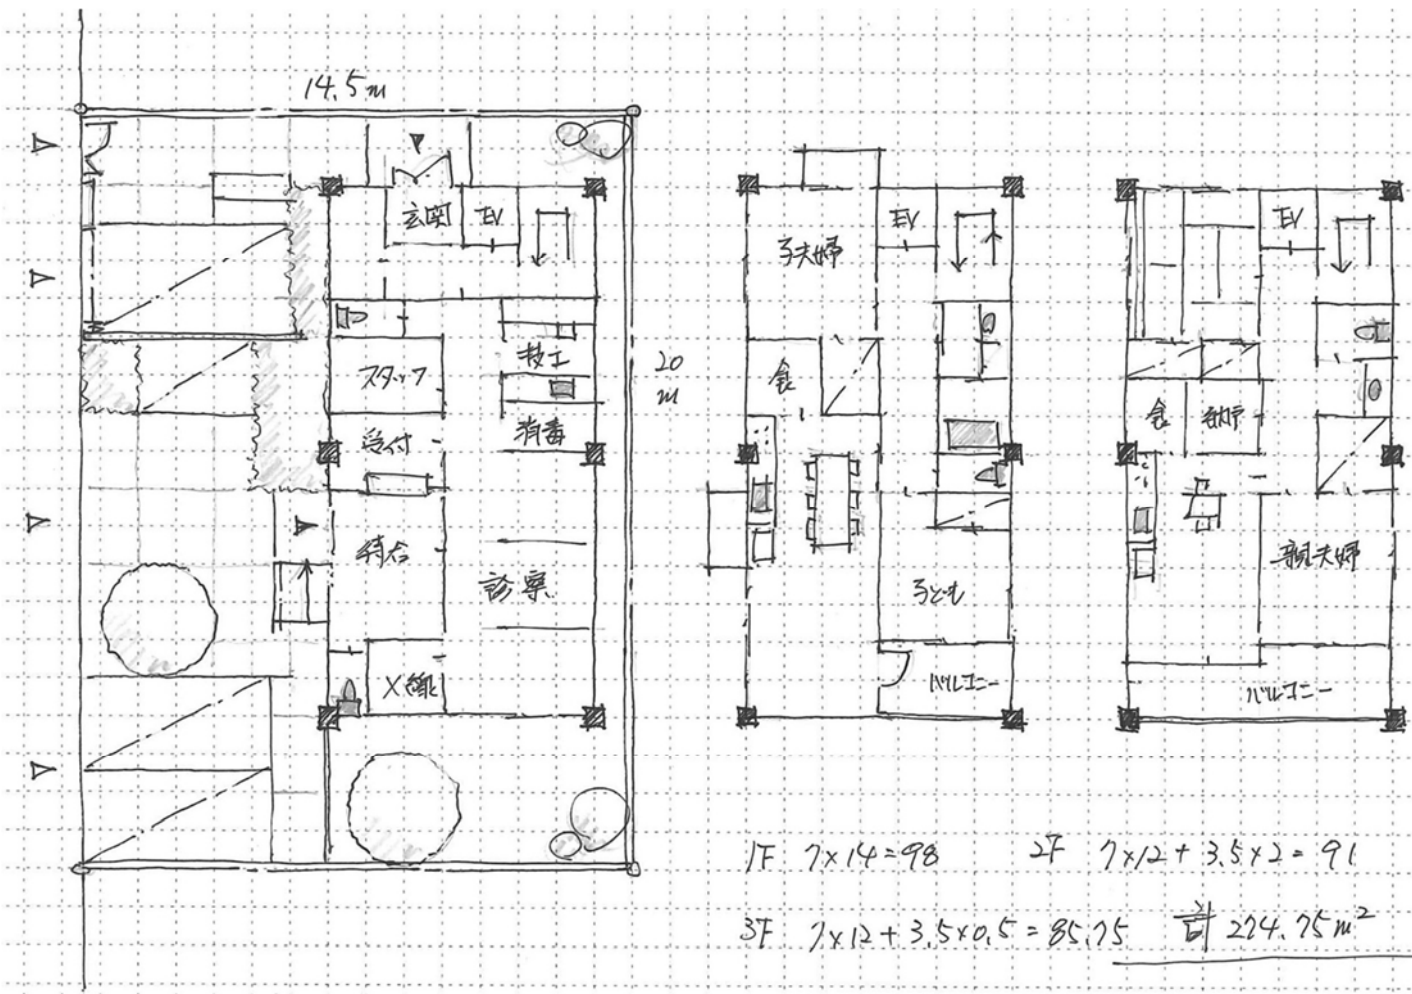 14.5m
玄関
EV
スタッフ
技工
20
m
受付
消毒
待合
診察
X線
子夫婦
EV
食
子ども
バルコニー
EV
食
納戸
親夫婦
バルコニー
1F 7×14=98
2F 7×12+3.5×2=91
3F 7×12+3.5×0.5=85.75
計 274.75m²